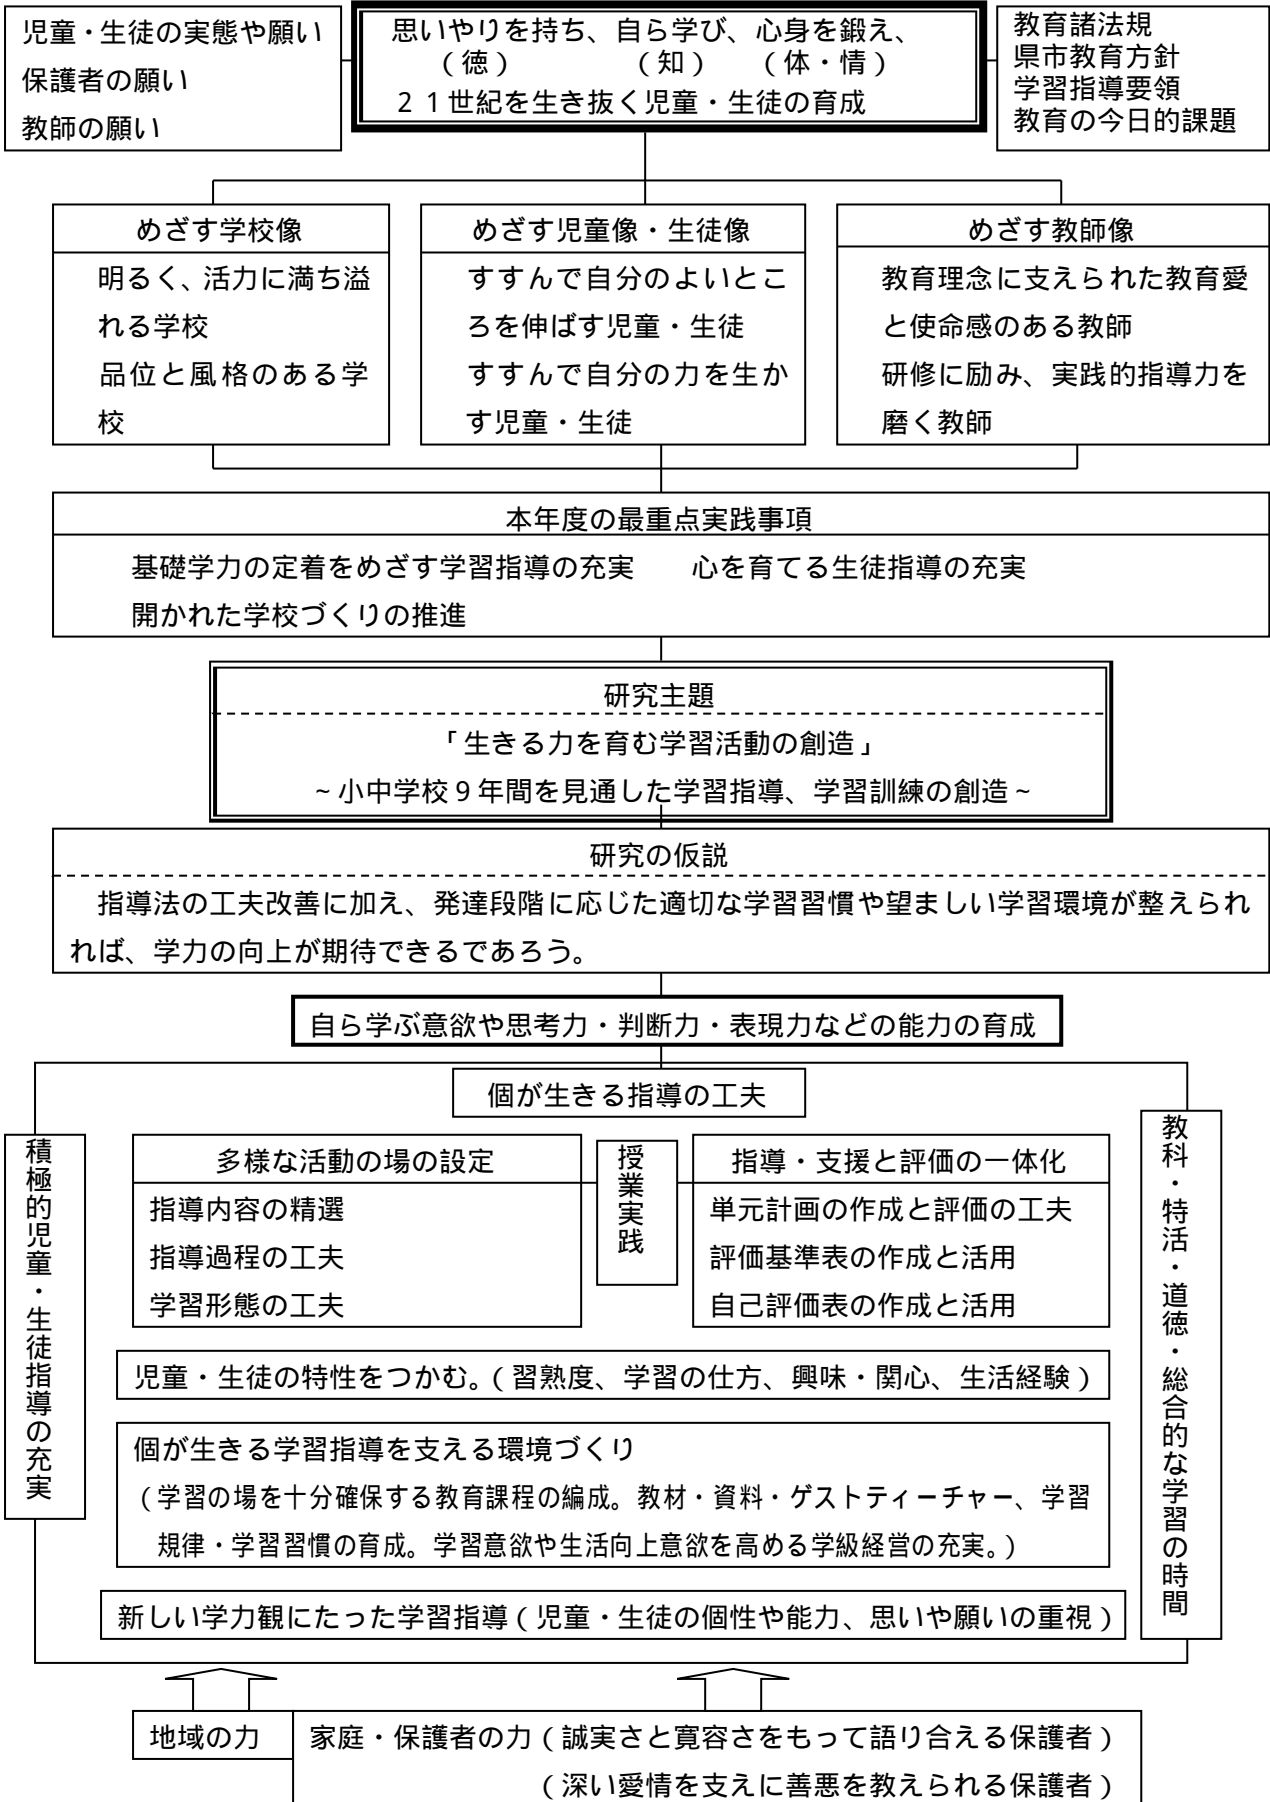 児童・生徒の実態や願い
保護者の願い
教師の願い
思いやりを持ち、自ら学び、心身を鍛え、
（徳）（知）（体・情）
２１世紀を生き抜く児童・生徒の育成
教育諸法規
県市教育方針
学習指導要領
教育の今日的課題
めざす学校像
明るく、活力に満ち溢
れる学校
品位と風格のある学
校
めざす児童像・生徒像
すすんで自分のよいとこ
ろを伸ばす児童・生徒
すすんで自分の力を生か
す児童・生徒
めざす教師像
教育理念に支えられた教育愛
と使命感のある教師
研修に励み、実践的指導力を
磨く教師
本年度の最重点実践事項
基礎学力の定着をめざす学習指導の充実　　心を育てる生徒指導の充実
開かれた学校づくりの推進
研究主題
「生きる力を育む学習活動の創造」
~小中学校９年間を見通した学習指導、学習訓練の創造~
研究の仮説
指導法の工夫改善に加え、発達段階に応じた適切な学習習慣や望ましい学習環境が整えられ
れば、学力の向上が期待できるであろう。
自ら学ぶ意欲や思考力・判断力・表現力などの能力の育成
個が生きる指導の工夫
積極的児童・生徒指導の充実
多様な活動の場の設定
指導内容の精選
指導過程の工夫
学習形態の工夫
授業実践
指導・支援と評価の一体化
単元計画の作成と評価の工夫
評価基準表の作成と活用
自己評価表の作成と活用
教科・特活・道徳・総合的な学習の時間
児童・生徒の特性をつかむ。（習熟度、学習の仕方、興味・関心、生活経験）
個が生きる学習指導を支える環境づくり
（学習の場を十分確保する教育課程の編成。教材・資料・ゲストティーチャー、学習
規律・学習習慣の育成。学習意欲や生活向上意欲を高める学級経営の充実。）
新しい学力観にたった学習指導（児童・生徒の個性や能力、思いや願いの重視）
地域の力
家庭・保護者の力（誠実さと寛容さをもって語り合える保護者）
（深い愛情を支えに善悪を教えられる保護者）